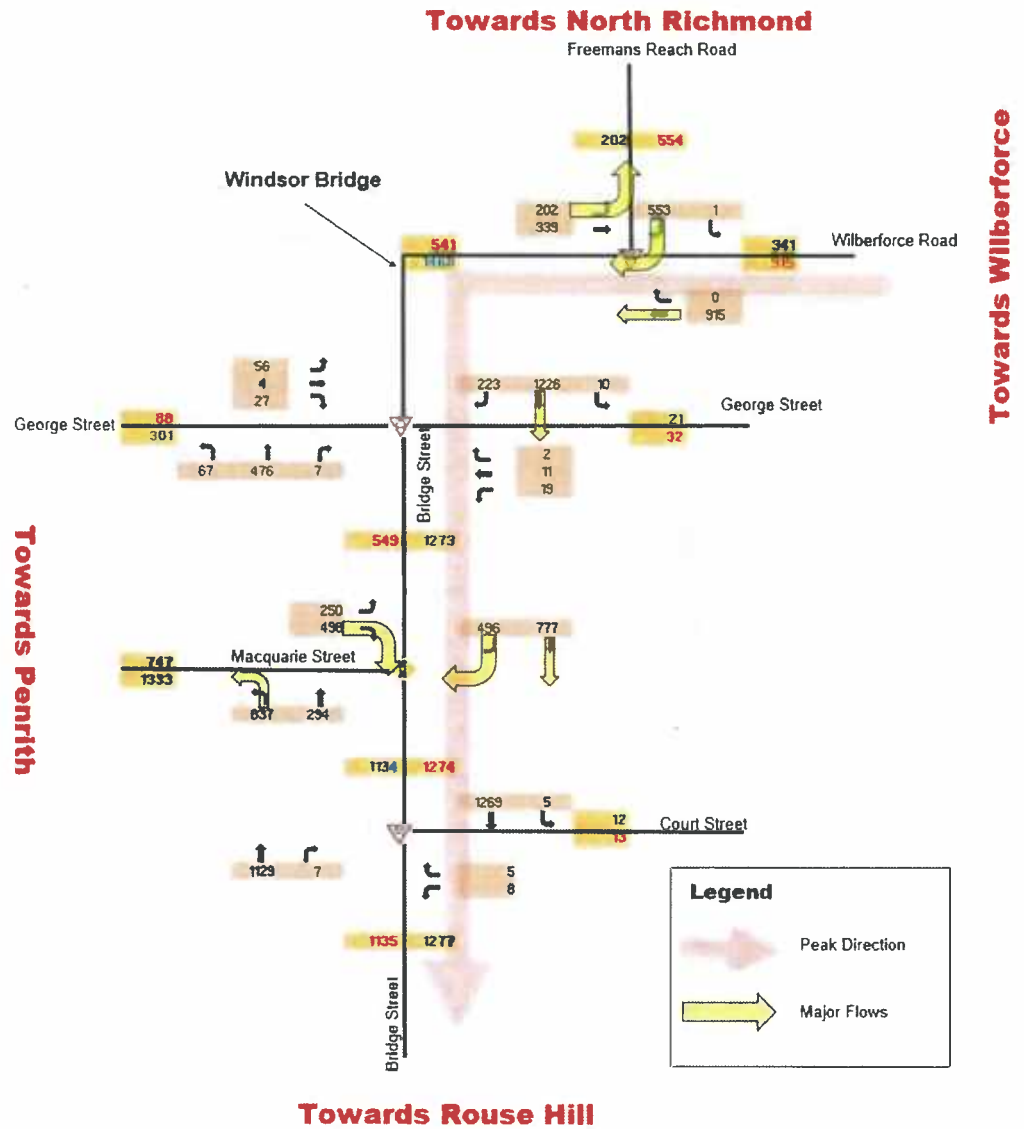 Towards North Richmond
Freemans Reach Road
Towards Wilberforce
202 554
Windsor Bridge
202 553 1
339
541
341
Wilberforce Road
0
915
56
4
27
223 1226 10
George Street
88
301
21
32
George Street
67 476 7
2
11
19
Bridge Street
549 1273
Towards Penrith
250
498
496 777
747
1333
Macquarie Street
837 294
1134 1274
1269 5
12
13
Court Street
1129 7
5
8
1135 1277
Bridge Street
Legend
Peak Direction
Major Flows
Towards Rouse Hill